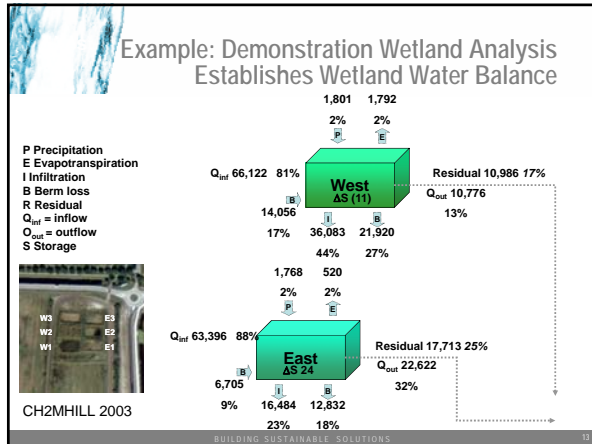 Example: Demonstration Wetland Analysis
Establishes Wetland Water Balance
P Precipitation
E Evapotranspiration
I Infiltration
B Berm loss
R Residual
Qinf = inflow
Oout = outflow
S Storage
W3 E3
W2 E2
W1 E1
CH2MHILL 2003
1,801 1,792
2% 2%
P E
Qinf 66,122 81%
West
ΔS (11)
Residual 10,986 17%
Qout 10,776
13%
B
14,056
17%
I B
36,083 21,920
44% 27%
1,768 520
2% 2%
P E
Qinf 63,396 88%
East
ΔS 24
Residual 17,713 25%
Qout 22,622
32%
B
6,705
9%
I B
16,484 12,832
23% 18%
BUILDING SUSTAINABLE SOLUTIONS 13